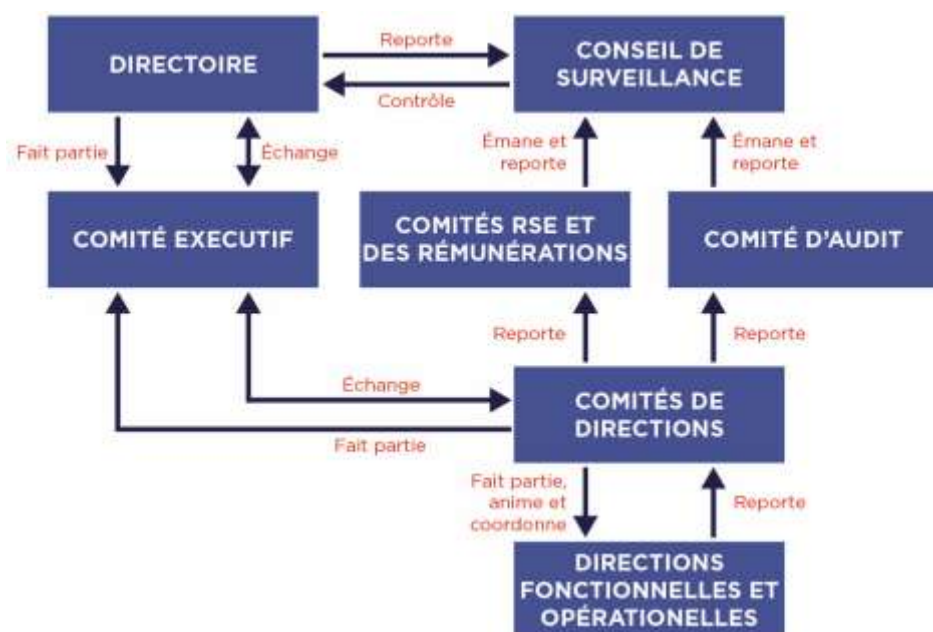 Reporte
DIRECTOIRE
CONSEIL DE
SURVEILLANCE
Contrôle
Fait partie
Échange
Émane et
reporte
Émane et
reporte
COMITÉ EXECUTIF
COMITÉS RSE ET
DES RÉMUNÉRATIONS
COMITÉ D'AUDIT
Reporte
Reporte
Échange
COMITÉS DE
DIRECTIONS
Fait partie
Fait partie,
anime et
coordonne
Reporte
DIRECTIONS
FONCTIONNELLES ET
OPÉRATIONELLES